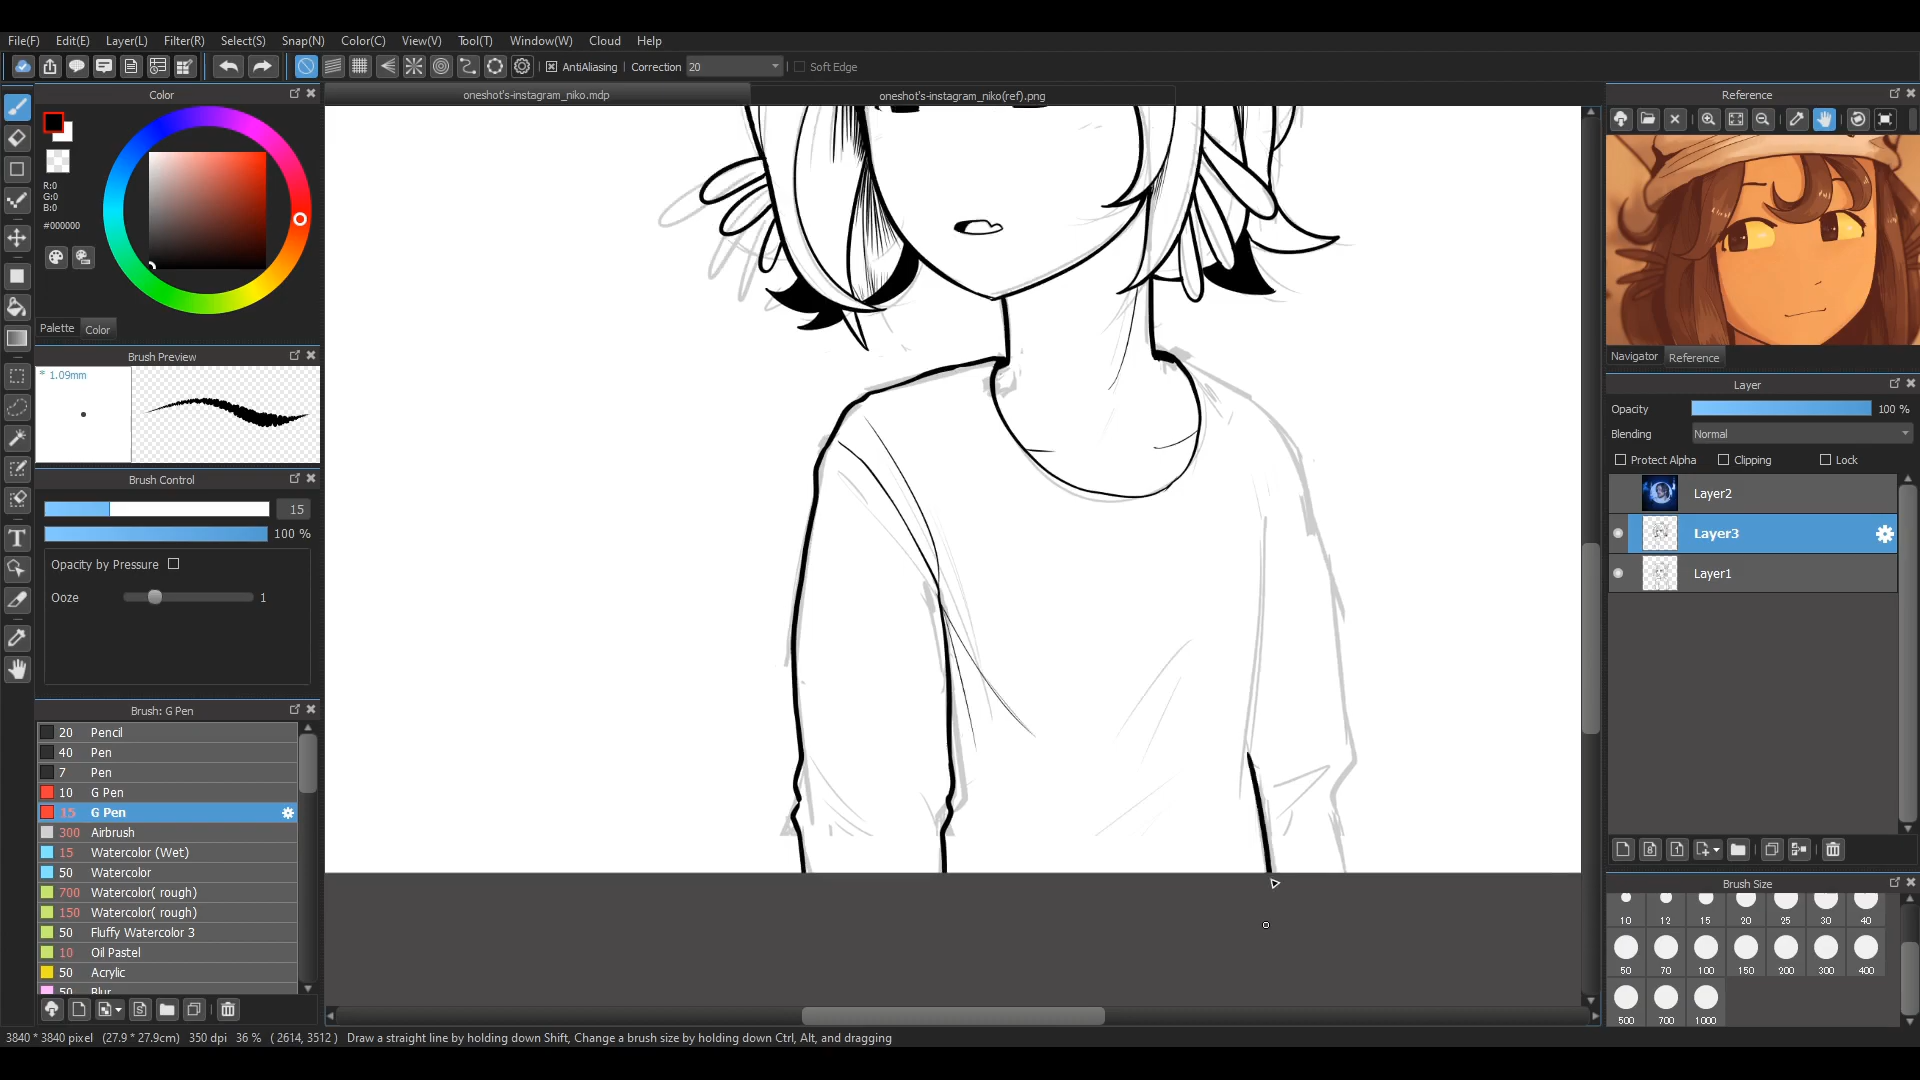 File(F) Edit(E) Layer(L) Filter(R) Select(S) Snap(N) Color(C) View(V) Tool(T) Window(W) Cloud Help
AntiAliasing Correction 20 Soft Edge
Color
oneshot's-instagram_niko.mdp
oneshot's-instagram_niko(ref).png
Reference
R:0
G:0
B:0
#000000
Palette Color
Brush Preview
* 1.09mm
Brush Control
15
100 %
Opacity by Pressure
Ooze 1
Brush: G Pen
20 Pencil
40 Pen
7 Pen
10 G Pen
15 G Pen
300 Airbrush
15 Watercolor (Wet)
50 Watercolor
700 Watercolor( rough)
150 Watercolor( rough)
50 Fluffy Watercolor 3
10 Oil Pastel
50 Acrylic
50 Blur
Navigator Reference
Layer
Opacity 100 %
Blending Normal
Protect Alpha Clipping Lock
Layer2
Layer3
Layer1
Brush Size
10 12 15 20 25 30 40
50 70 100 150 200 300 400
500 700 1000
3840 * 3840 pixel (27.9 * 27.9cm) 350 dpi 36 % ( 2614, 3512 ) Draw a straight line by holding down Shift, Change a brush size by holding down Ctrl, Alt, and dragging